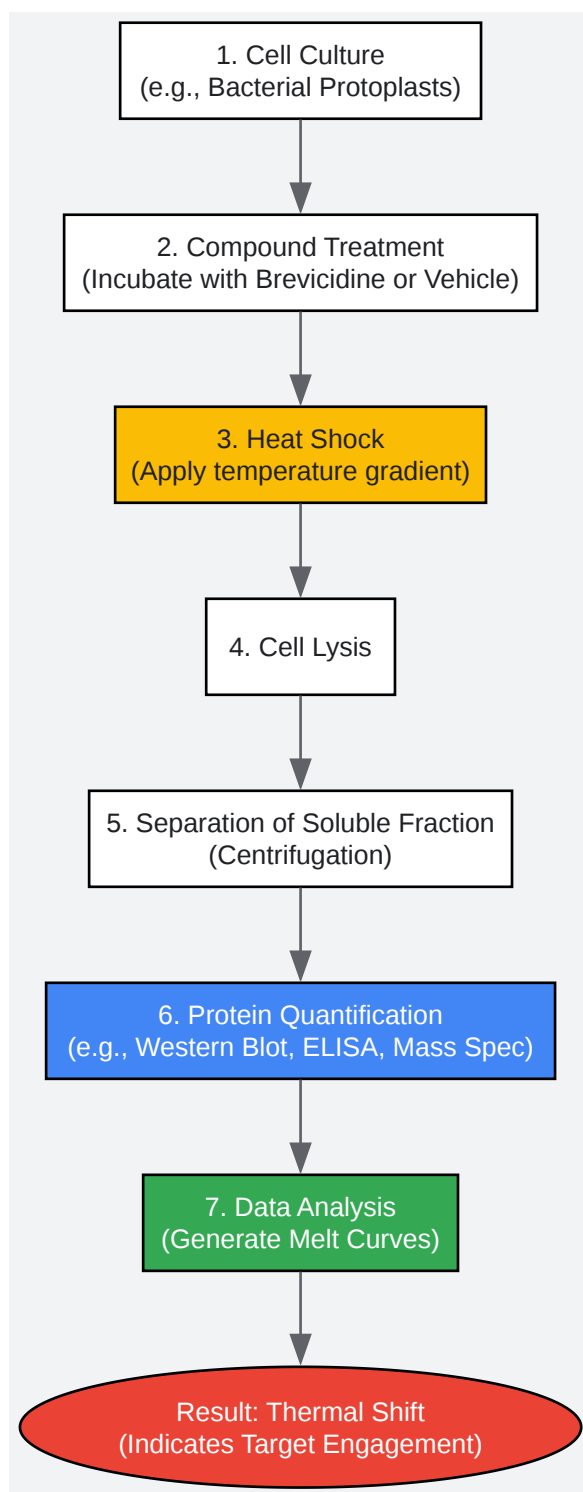 1. Cell Culture
(e.g., Bacterial Protoplasts)
2. Compound Treatment
(Incubate with Brevicidine or Vehicle)
3. Heat Shock
(Apply temperature gradient)
4. Cell Lysis
5. Separation of Soluble Fraction
(Centrifugation)
6. Protein Quantification
(e.g., Western Blot, ELISA, Mass Spec)
7. Data Analysis
(Generate Melt Curves)
Result: Thermal Shift
(Indicates Target Engagement)